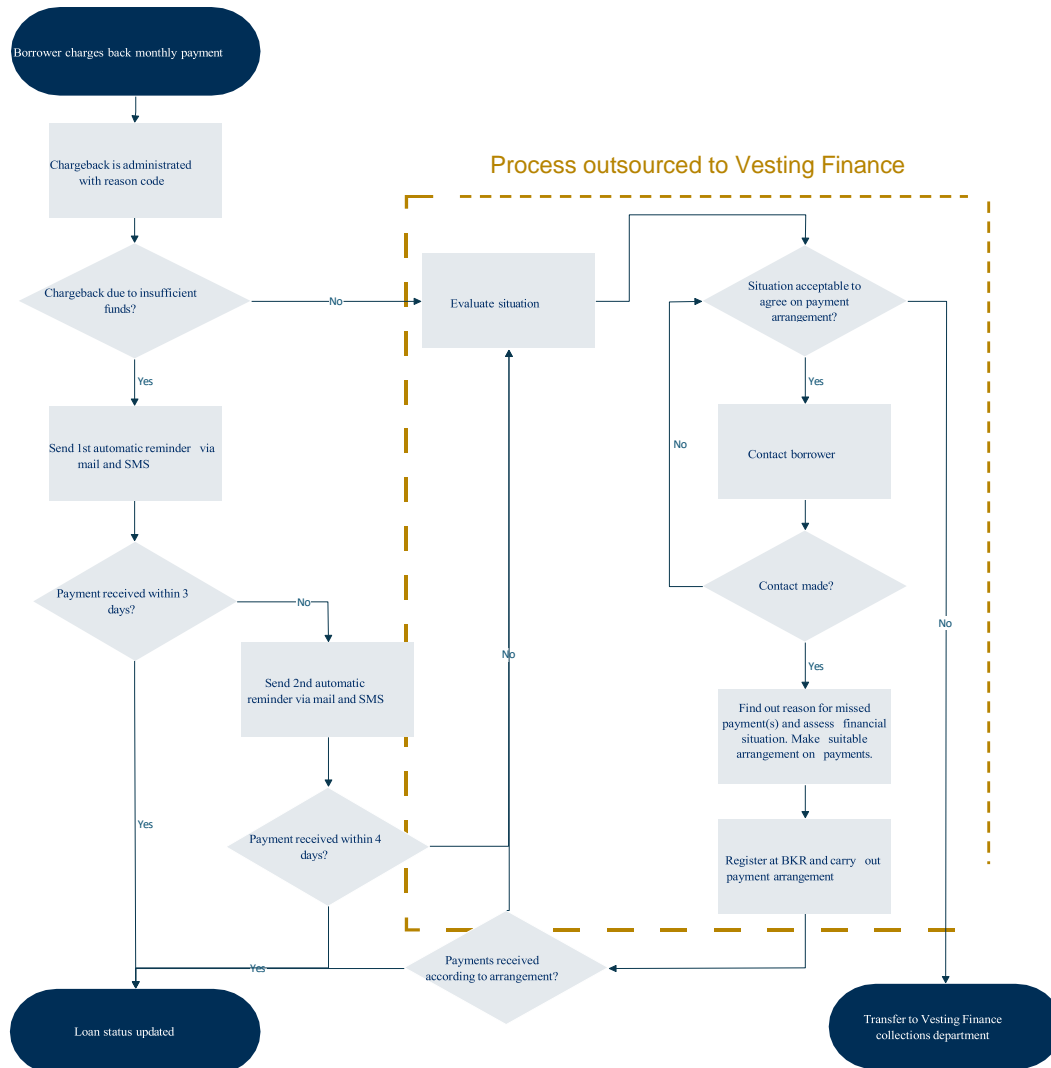 Borrower charges back monthly payment
Chargeback is administrated
with reason code
Process outsourced to Vesting Finance
Chargeback due to insufficient
funds?
No
Evaluate situation
Situation acceptable to
agree on payment
arrangement?
Yes
Yes
Send 1st automatic reminder via
mail and SMS
No
Contact borrower
Payment received within 3
days?
No
Contact made?
No
No
Yes
Send 2nd automatic
reminder via mail and SMS
Find out reason for missed
payment(s) and assess financial
situation. Make suitable
arrangement on payments.
Yes
Payment received within 4
days?
Register at BKR and carry out
payment arrangement
Yes
Payments received
according to arrangement?
Loan status updated
Transfer to Vesting Finance
collections department